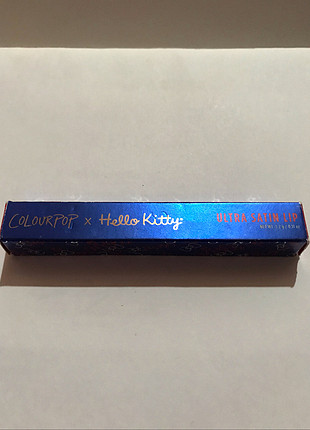 COLOURPOP x Hello Kitty
ULTRA SATIN LIP